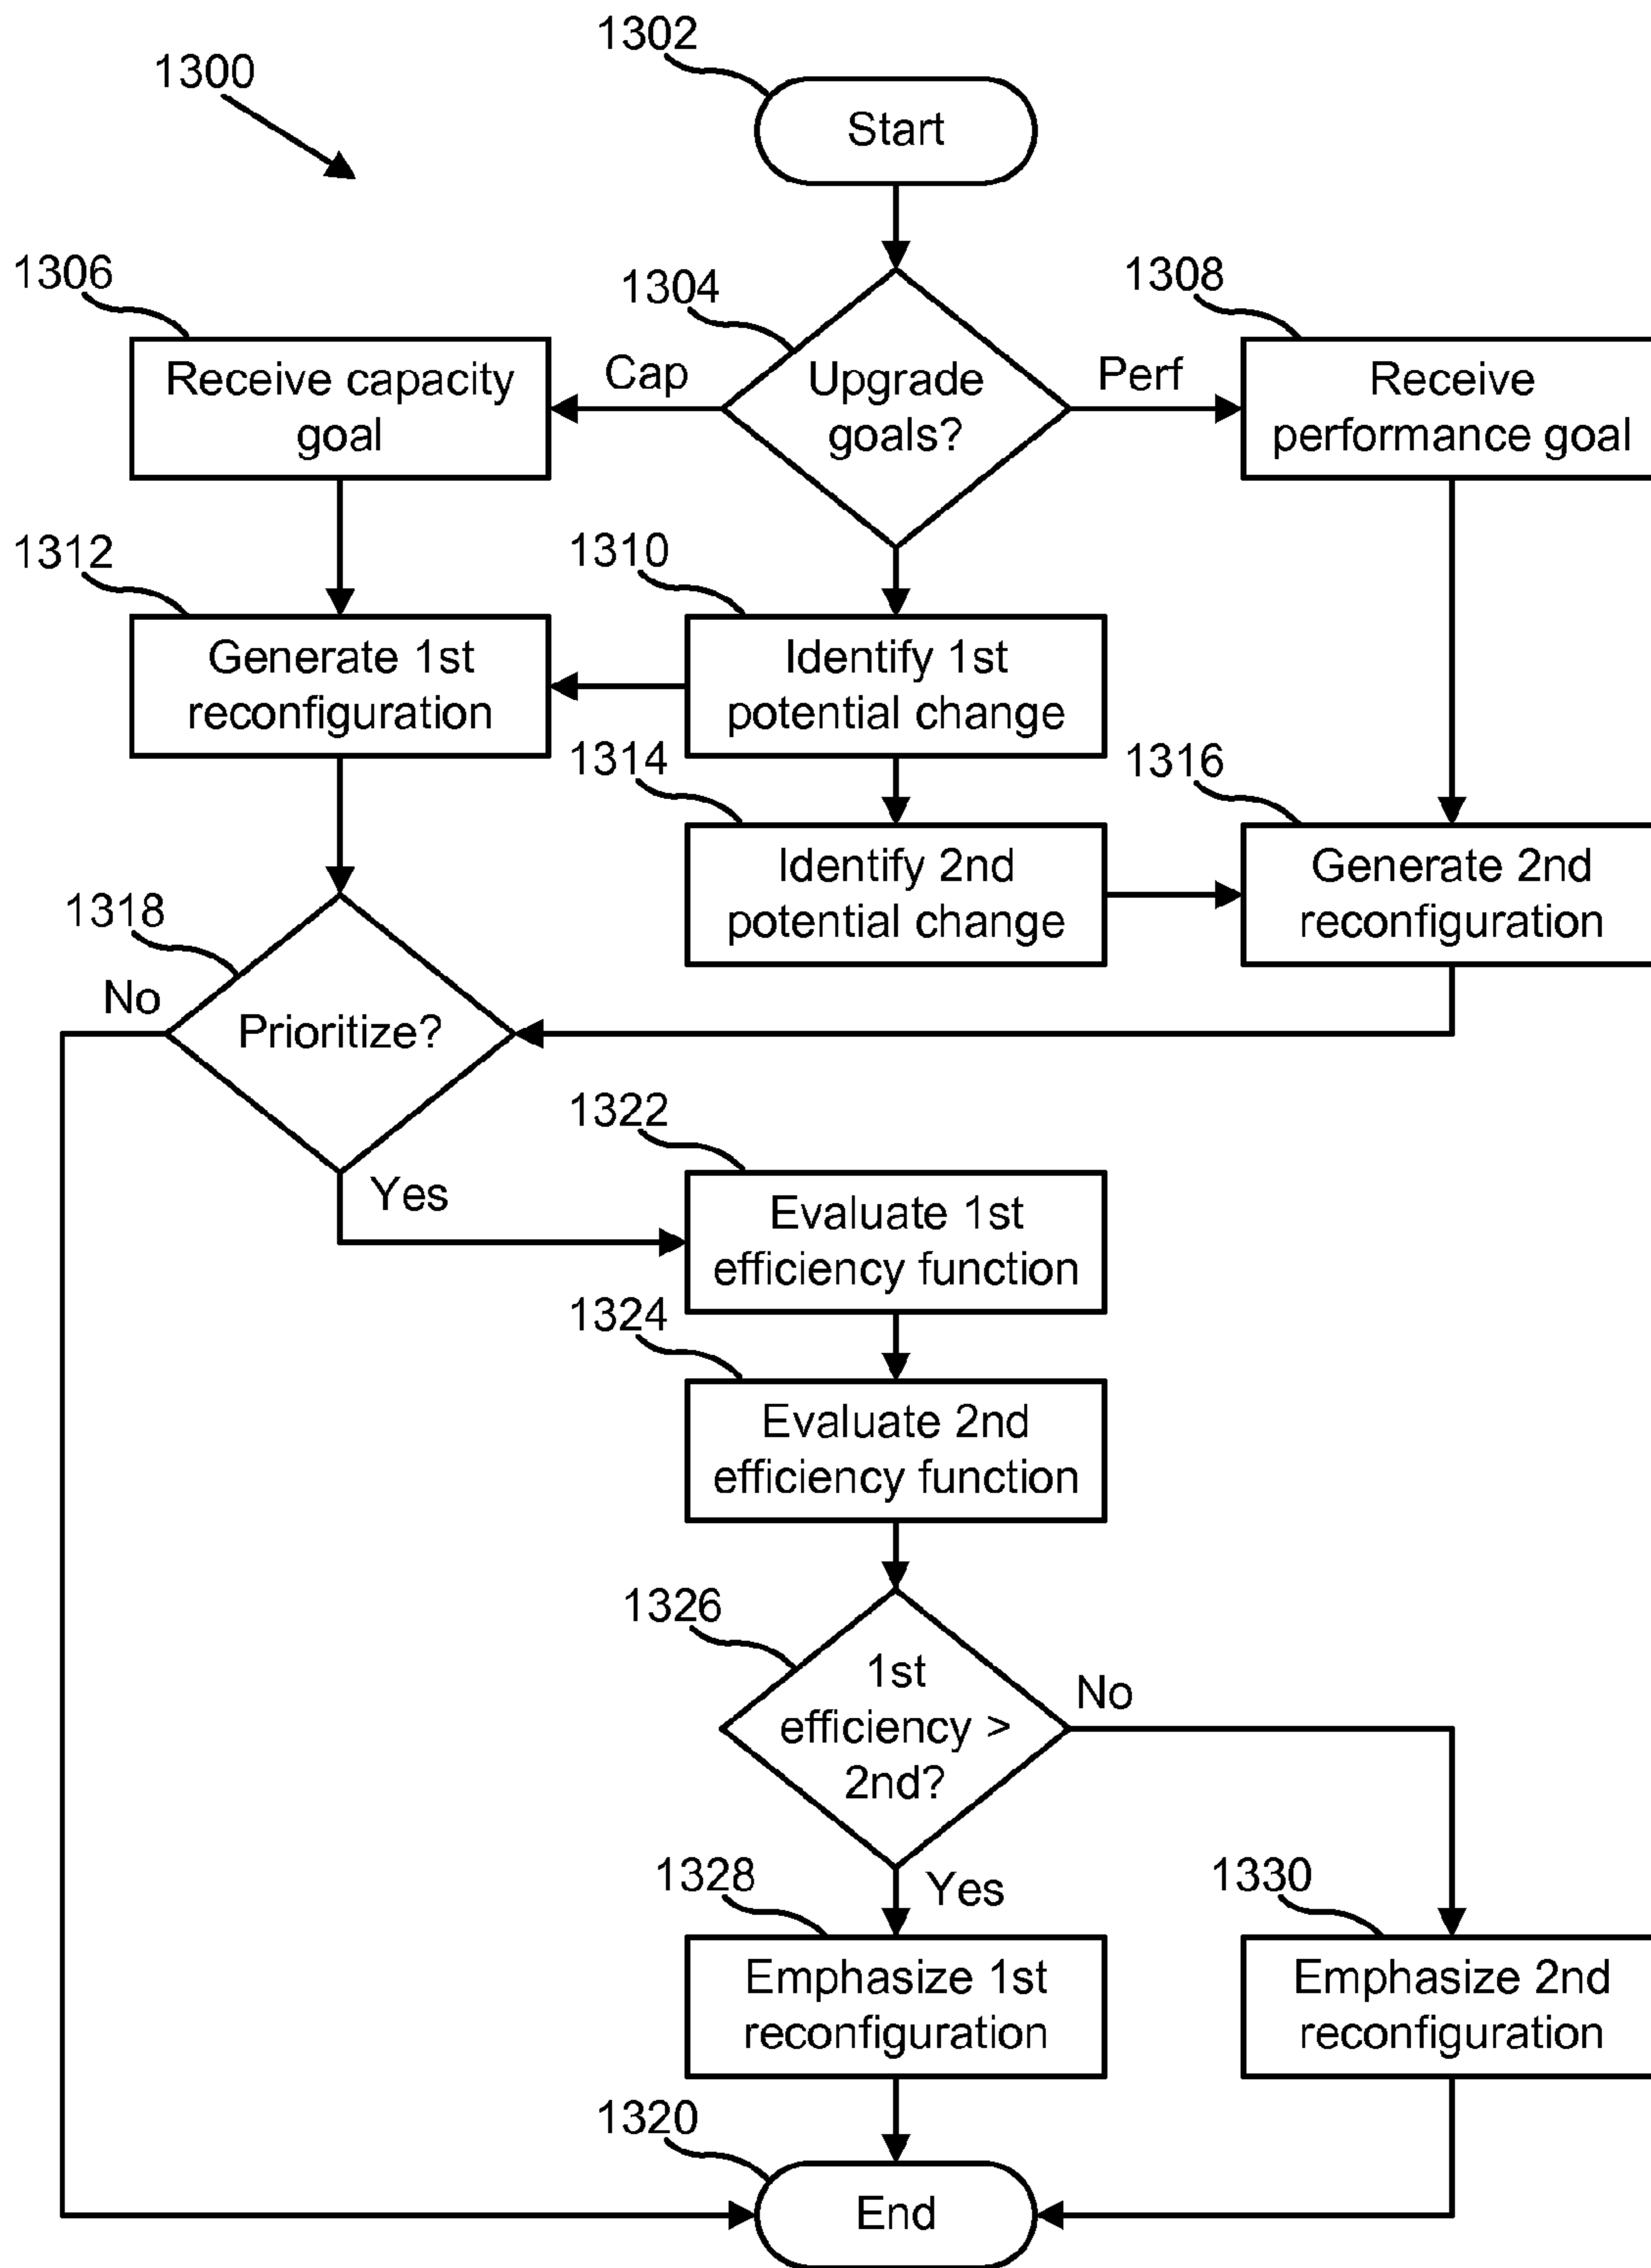 1302
1300
Start
1306
1304
1308
Receive capacity
goal
Cap
Upgrade
goals?
Perf
Receive
performance goal
1312
1310
Generate 1st
reconfiguration
Identify 1st
potential change
1314
1316
Identify 2nd
potential change
Generate 2nd
reconfiguration
1318
No
Prioritize?
Yes
1322
Evaluate 1st
efficiency function
1324
Evaluate 2nd
efficiency function
1326
1st
efficiency >
2nd?
No
1328
Yes
1330
Emphasize 1st
reconfiguration
Emphasize 2nd
reconfiguration
1320
End